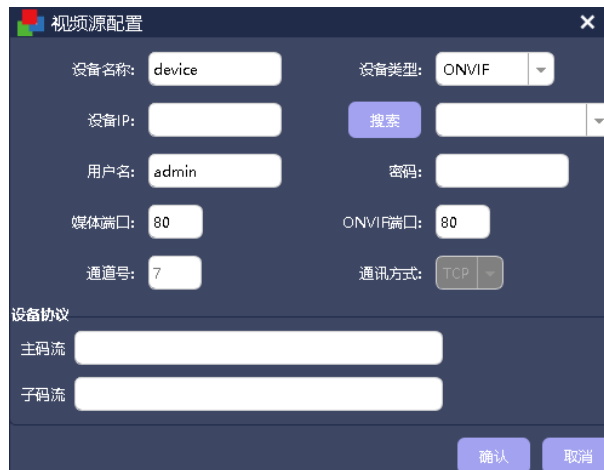 视频源配置
设备名称: device 设备类型: ONVIF
设备IP: 搜索
用户名: admin 密码:
媒体端口: 80 ONVIF端口: 80
通道号: 7 通讯方式: TCP
设备协议
主码流
子码流
确认 取消